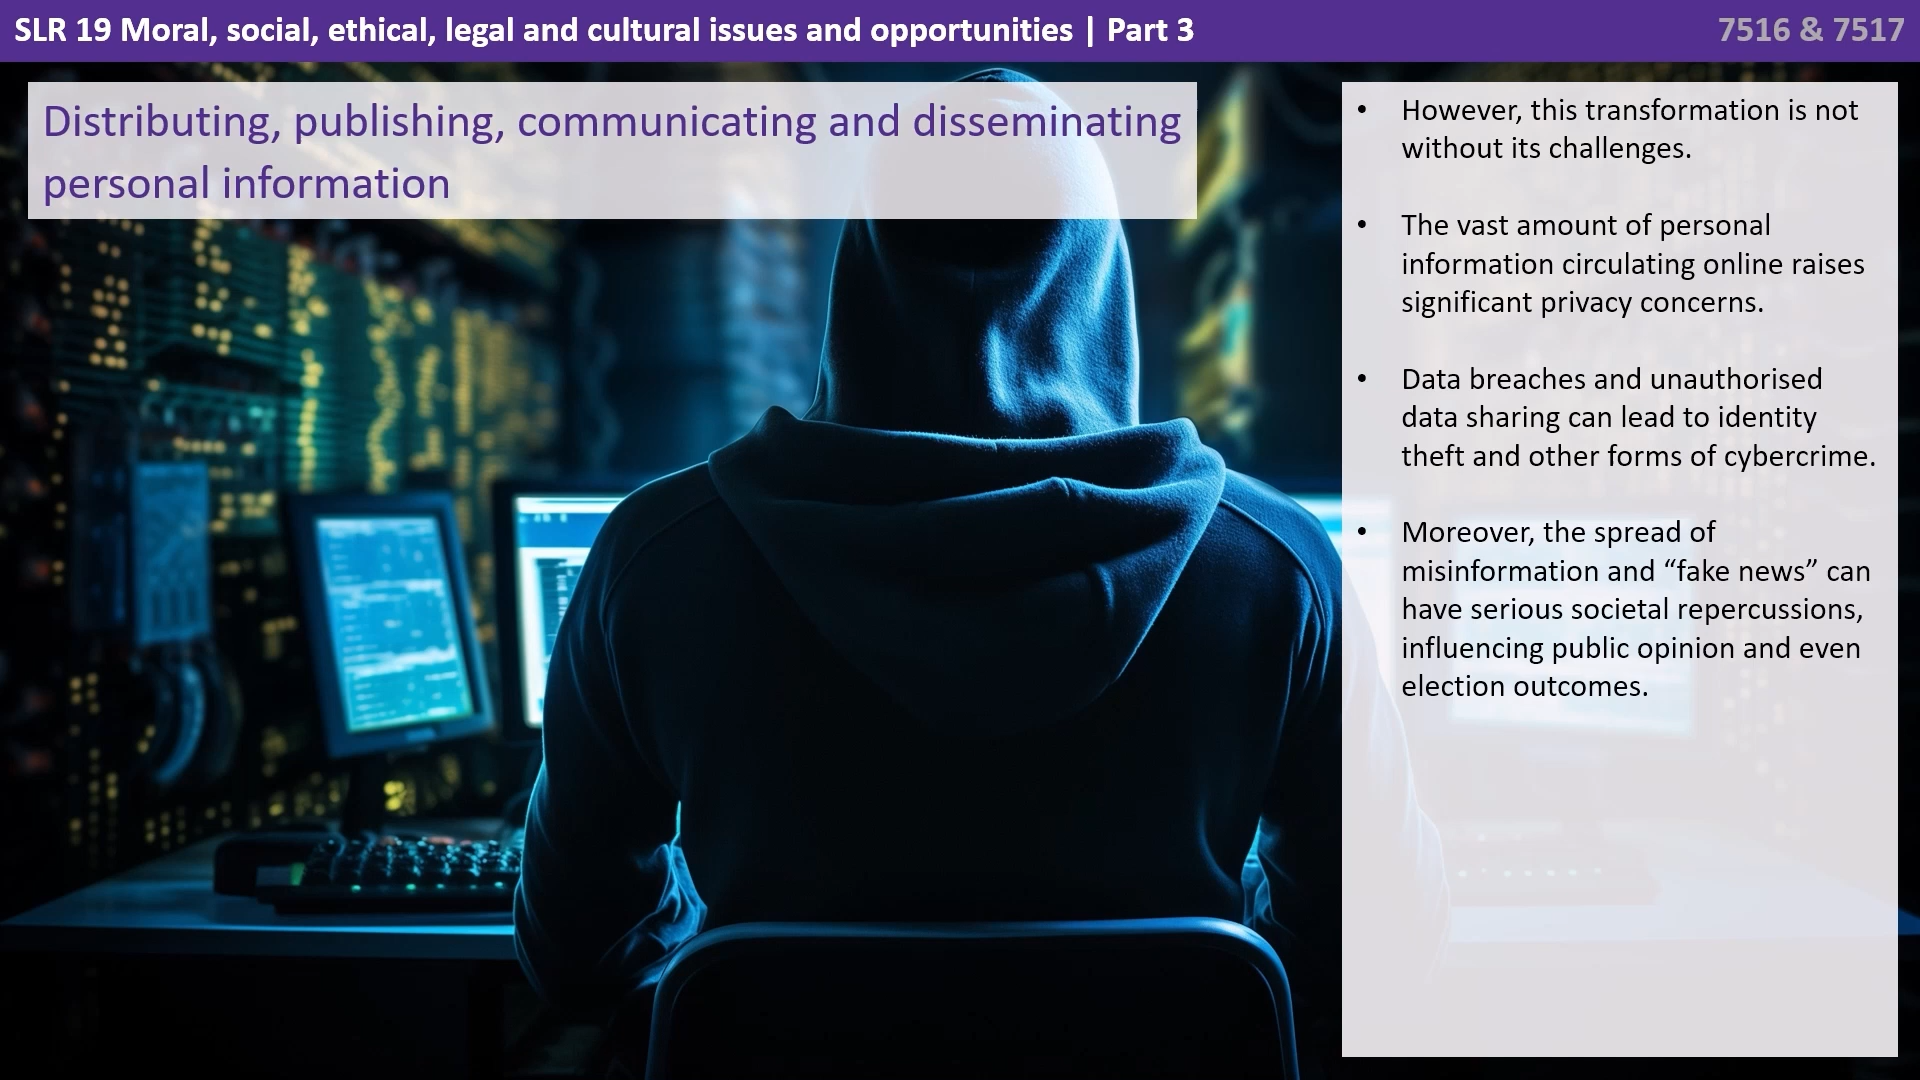 SLR 19 Moral, social, ethical, legal and cultural issues and opportunities | Part 3
7516 & 7517
Distributing, publishing, communicating and disseminating
personal information
• However, this transformation is not
without its challenges.
• The vast amount of personal
information circulating online raises
significant privacy concerns.
• Data breaches and unauthorised
data sharing can lead to identity
theft and other forms of cybercrime.
• Moreover, the spread of
misinformation and “fake news” can
have serious societal repercussions,
influencing public opinion and even
election outcomes.